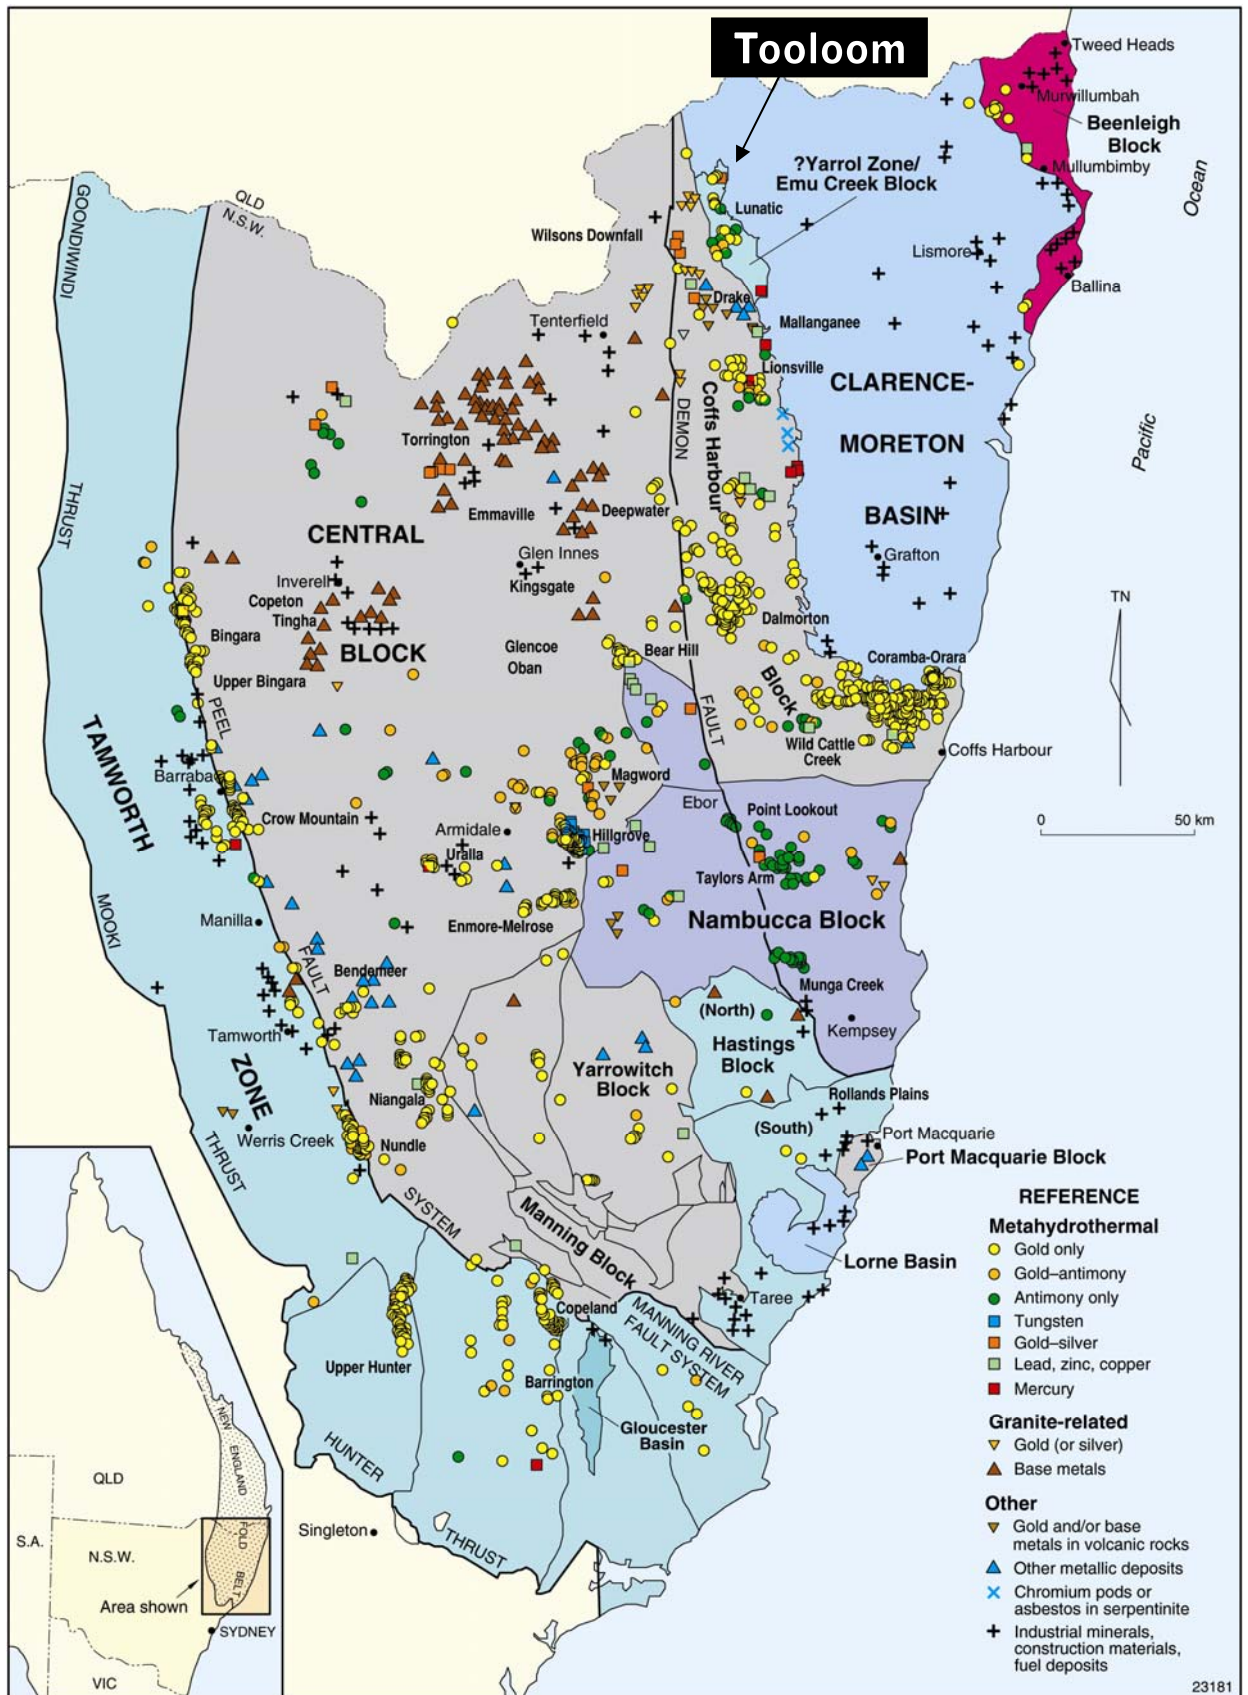 Tooloom
Tweed Heads
Murwillumbah
Beenleigh
Block
Mullumbimby
Ocean
?Yarrol Zone/
Emu Creek Block
Lunatic
QLD
N.S.W.
GOONDIWINDI
Wilsons Downfall
Lismore
Ballina
Drake
Mallanganee
Tenterfield
Lionsville
CLARENCE-
MORETON
BASIN
Pacific
DEMON
Coffs Harbour
Torrington
Emmaville
Deepwater
THRUST
CENTRAL
Grafton
Glen Innes
Kingsgate
Inverell
Copeton
Tingha
TN
Dalmorton
Bingara
BLOCK
Glencoe
Oban
Bear Hill
Coramba-Orara
Upper Bingara
Block
PEEL
FAULT
TAMWORTH
Wild Cattle
Creek
Coffs Harbour
Barraba
Magword
Ebor
Point Lookout
Crow Mountain
Armidale
Hillgrove
0
50 km
Uralla
Taylors Arm
MOOKI
Manilla
Enmore-Melrose
Nambucca Block
FAULT
Bendemeer
Munga Creek
(North)
Kempsey
Tamworth
Hastings
Block
ZONE
Yarrowitch
Block
Niangala
Rollands Plains
(South)
Werris Creek
Nundle
Port Macquarie
Port Macquarie Block
THRUST
SYSTEM
Manning Block
Lorne Basin
Taree
Copeland
MANNING RIVER
FAULT SYSTEM
Upper Hunter
Barrington
Gloucester
Basin
HUNTER
THRUST
Singleton
REFERENCE
Metahydrothermal
Gold only
Gold–antimony
Antimony only
Tungsten
Gold–silver
Lead, zinc, copper
Mercury
Granite-related
Gold (or silver)
Base metals
Other
Gold and/or base
metals in volcanic rocks
Other metallic deposits
Chromium pods or
asbestos in serpentinite
Industrial minerals,
construction materials,
fuel deposits
23181
NEW
ENGLAND
FOLD
BELT
QLD
S.A.
N.S.W.
Area shown
SYDNEY
VIC